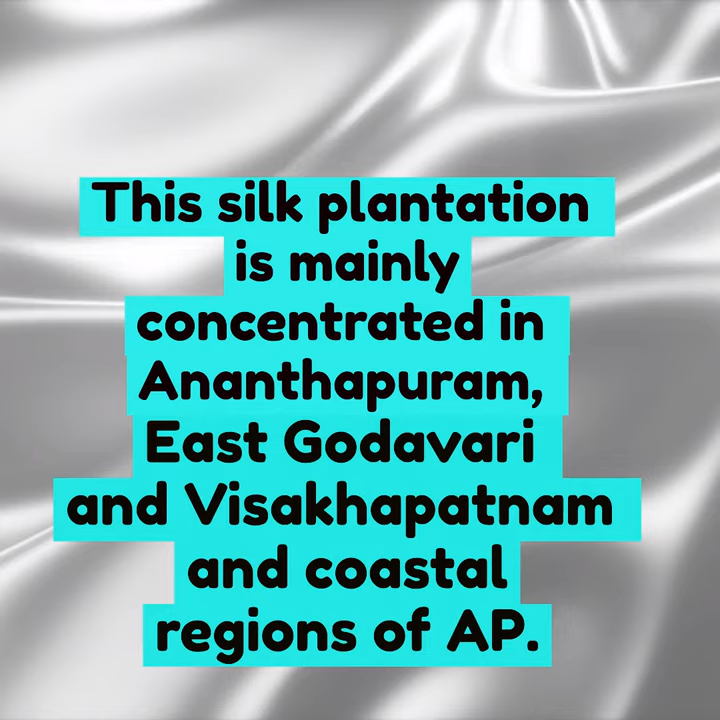 This silk plantation
is mainly
concentrated in
Ananthapuram,
East Godavari
and Visakhapatnam
and coastal
regions of AP.